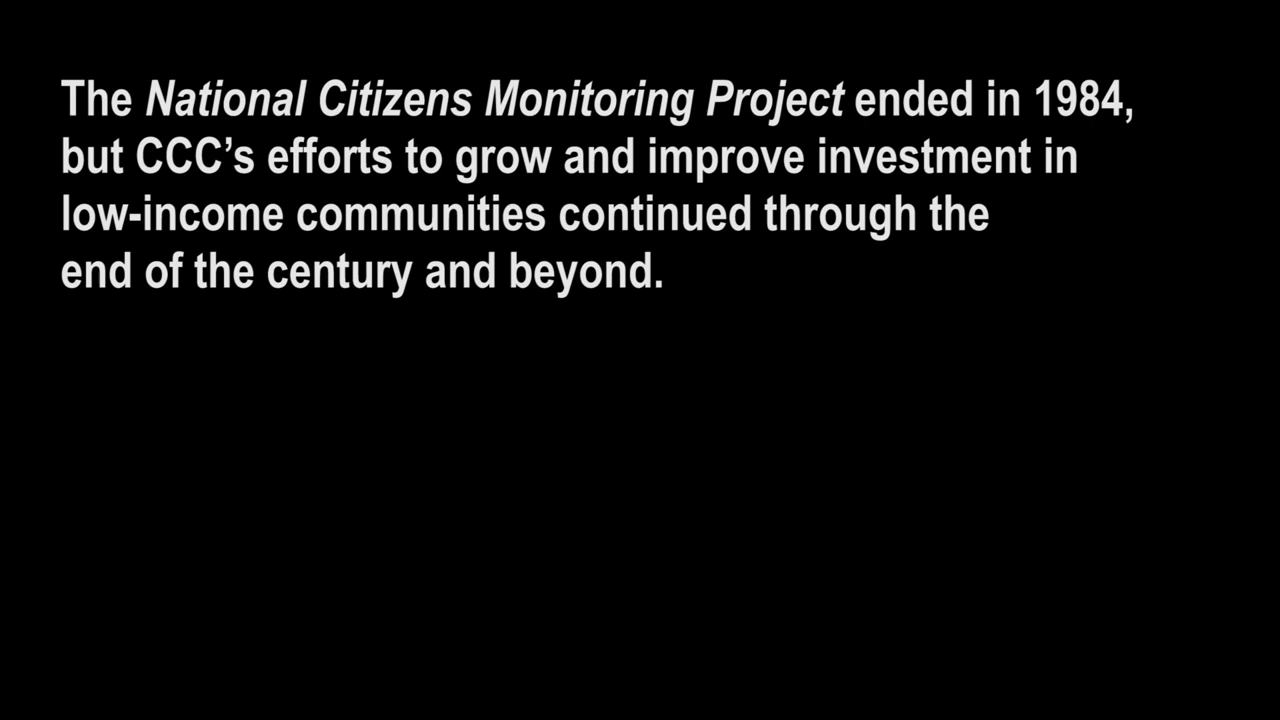 The National Citizens Monitoring Project ended in 1984,
but CCC’s efforts to grow and improve investment in
low-income communities continued through the
end of the century and beyond.